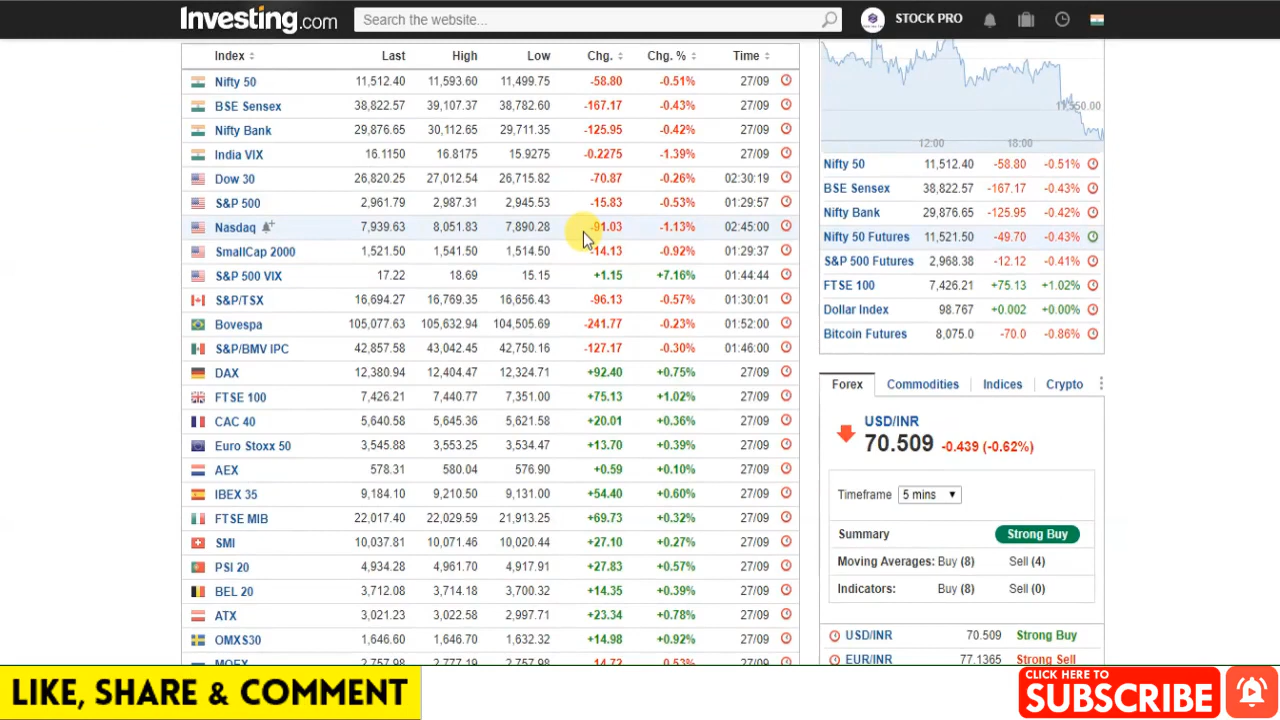 Investing.com Search the website... STOCK PRO
Index Last High Low Chg. Chg. % Time
Nifty 50 11,512.40 11,593.60 11,499.75 -58.80 -0.51% 27/09
BSE Sensex 38,822.57 39,107.37 38,782.60 -167.17 -0.43% 27/09
Nifty Bank 29,876.65 30,112.65 29,711.35 -125.95 -0.42% 27/09
India VIX 16.1150 16.8175 15.9275 -0.2275 -1.39% 27/09
Dow 30 26,820.25 27,012.54 26,715.82 -70.87 -0.26% 02:30:19
S&P 500 2,961.79 2,987.31 2,945.53 -15.83 -0.53% 01:29:57
Nasdaq 7,939.63 8,051.83 7,890.28 -91.03 -1.13% 02:45:00
SmallCap 2000 1,521.50 1,541.50 1,514.50 -14.13 -0.92% 01:29:37
S&P 500 VIX 17.22 18.69 15.15 +1.15 +7.16% 01:44:44
S&P/TSX 16,694.27 16,769.35 16,656.43 -96.13 -0.57% 01:30:01
Bovespa 105,077.63 105,632.94 104,505.69 -241.77 -0.23% 01:52:00
S&P/BMV IPC 42,857.58 43,042.45 42,750.16 -127.17 -0.30% 01:46:00
DAX 12,380.94 12,404.47 12,324.71 +92.40 +0.75% 27/09
FTSE 100 7,426.21 7,440.77 7,351.00 +75.13 +1.02% 27/09
CAC 40 5,640.58 5,645.36 5,621.58 +20.01 +0.36% 27/09
Euro Stoxx 50 3,545.88 3,553.25 3,534.47 +13.70 +0.39% 27/09
AEX 578.31 580.04 576.90 +0.59 +0.10% 27/09
IBEX 35 9,184.10 9,210.50 9,131.00 +54.40 +0.60% 27/09
FTSE MIB 22,017.40 22,029.59 21,913.25 +69.73 +0.32% 27/09
SMI 10,037.81 10,071.46 10,020.44 +27.10 +0.27% 27/09
PSI 20 4,934.28 4,961.70 4,917.91 +27.83 +0.57% 27/09
BEL 20 3,712.08 3,714.18 3,700.32 +14.35 +0.39% 27/09
ATX 3,021.23 3,022.58 2,997.71 +23.34 +0.78% 27/09
OMXS30 1,646.60 1,646.70 1,632.32 +14.98 +0.92% 27/09
MOEX 2,757.98 2,777.19 2,757.98 -14.72 -0.53% 27/09
11,550.00
12:00 18:00
Nifty 50 11,512.40 -58.80 -0.51%
BSE Sensex 38,822.57 -167.17 -0.43%
Nifty Bank 29,876.65 -125.95 -0.42%
Nifty 50 Futures 11,521.50 -49.70 -0.43%
S&P 500 Futures 2,968.38 -12.12 -0.41%
FTSE 100 7,426.21 +75.13 +1.02%
Dollar Index 98.767 +0.002 +0.00%
Bitcoin Futures 8,075.0 -70.0 -0.86%
Forex Commodities Indices Crypto
USD/INR
70.509 -0.439 (-0.62%)
Timeframe 5 mins
Summary Strong Buy
Moving Averages: Buy (8) Sell (4)
Indicators: Buy (8) Sell (0)
USD/INR 70.509 Strong Buy
EUR/INR 77.1365 Strong Sell
LIKE, SHARE & COMMENT
CLICK HERE TO
SUBSCRIBE